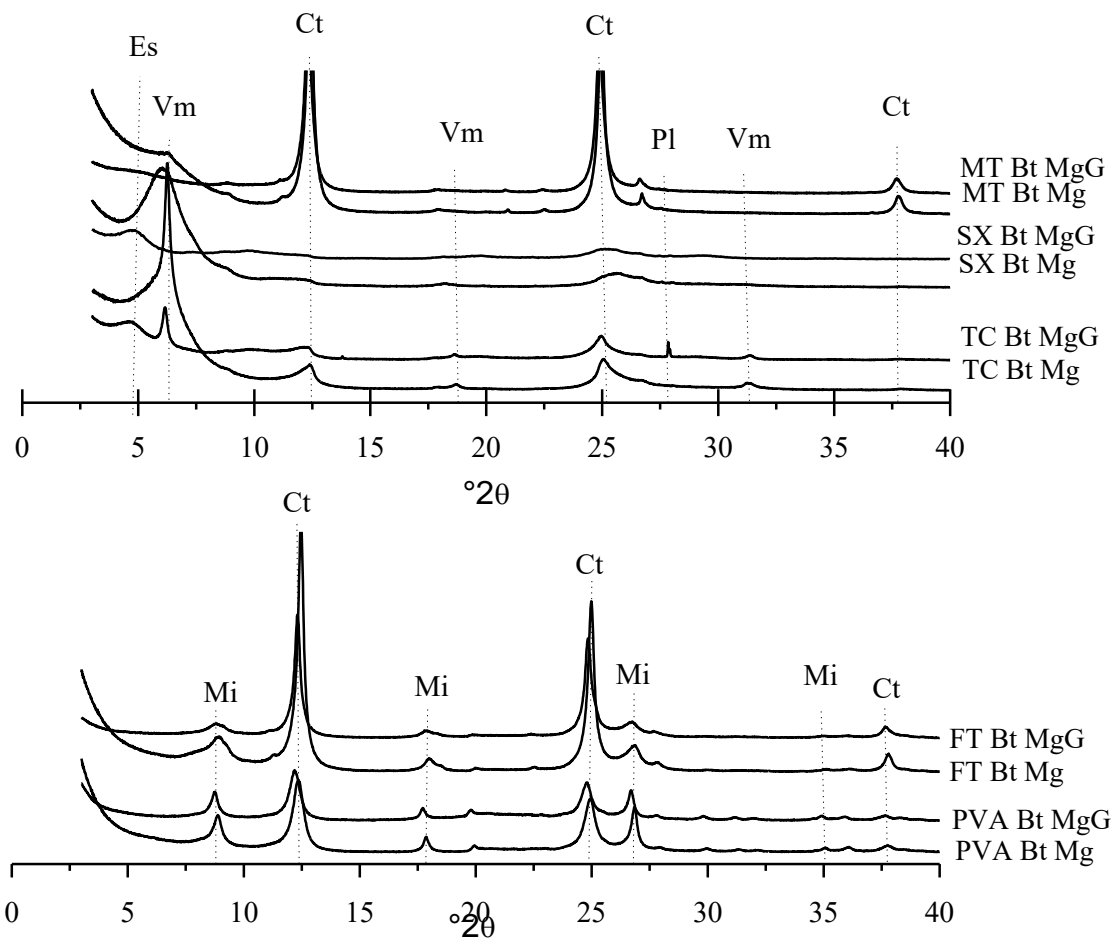 Ct Ct
Es
Vm
Vm Pl Vm Ct
MT Bt MgG
MT Bt Mg
SX Bt MgG
SX Bt Mg
TC Bt MgG
TC Bt Mg
0 5 10 15 20 25 30 35 40
°2θ
Ct
Ct
Mi Mi Mi Mi Ct
FT Bt MgG
FT Bt Mg
PVA Bt MgG
PVA Bt Mg
0 5 10 15 20 25 30 35 40
°2θ